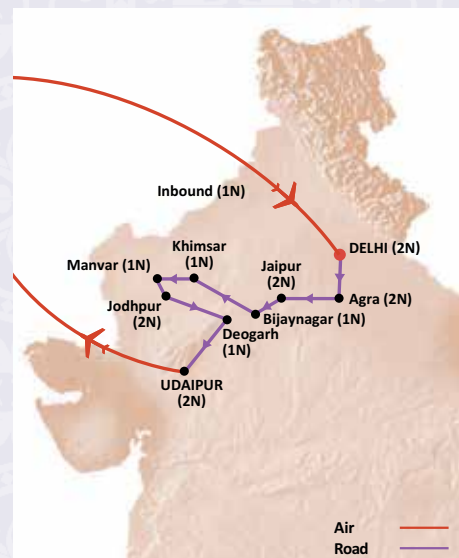 Inbound (1N)
DELHI (2N)
Khimsar
(1N)
Manvar (1N)
Jaipur
(2N)
Agra (2N)
Jodhpur
(2N)
Bijaynagar (1N)
Deogarh
(1N)
UDAIPUR
(2N)
Air
Road